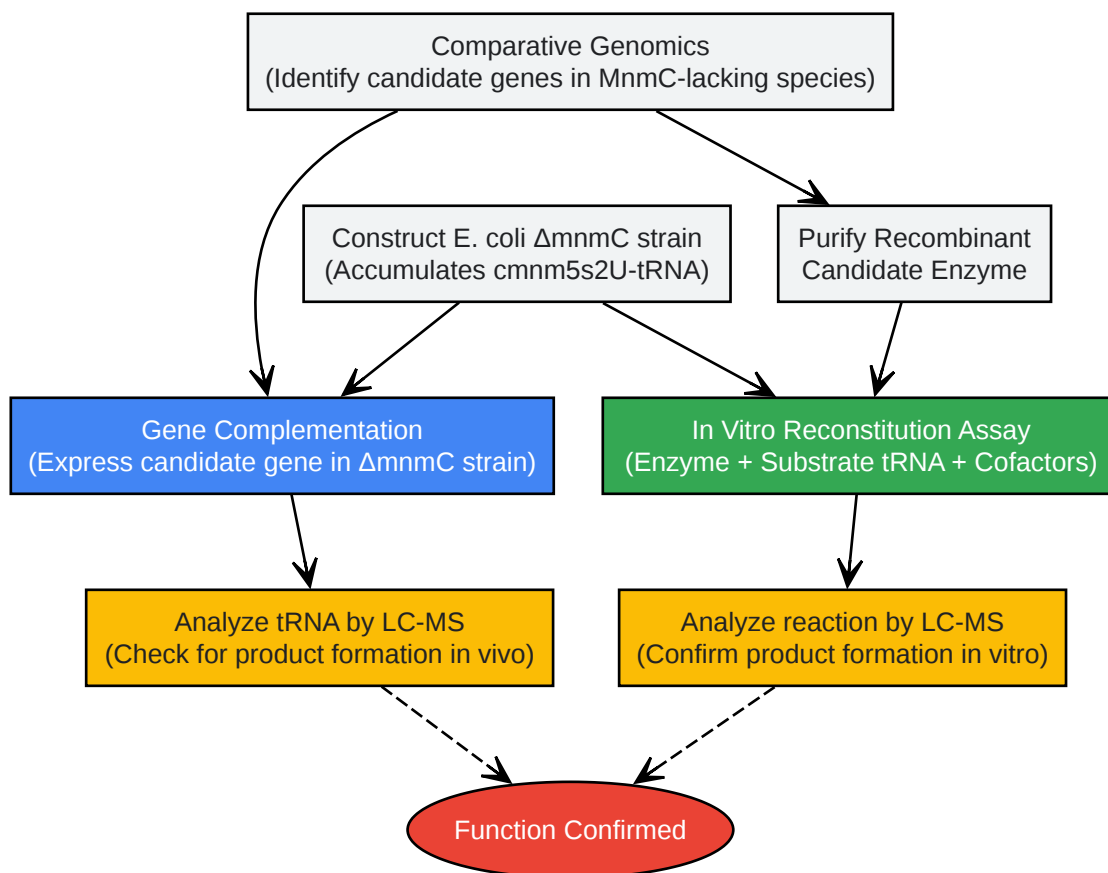 Comparative Genomics
(Identify candidate genes in MnmC-lacking species)
Construct E. coli ΔmnmC strain
(Accumulates cmnm5s2U-tRNA)
Purify Recombinant
Candidate Enzyme
Gene Complementation
(Express candidate gene in ΔmnmC strain)
In Vitro Reconstitution Assay
(Enzyme + Substrate tRNA + Cofactors)
Analyze tRNA by LC-MS
(Check for product formation in vivo)
Analyze reaction by LC-MS
(Confirm product formation in vitro)
Function Confirmed